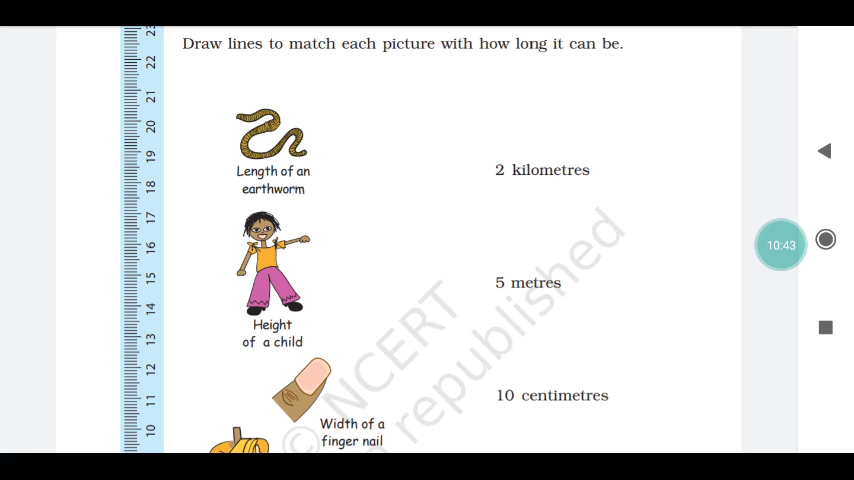 Draw lines to match each picture with how long it can be.
23
22
21
20
19
18
17
16
15
14
13
12
11
10
Length of an
earthworm
2 kilometres
Height
of a child
5 metres
Width of a
finger nail
10 centimetres
© NCERT
republished
10:43